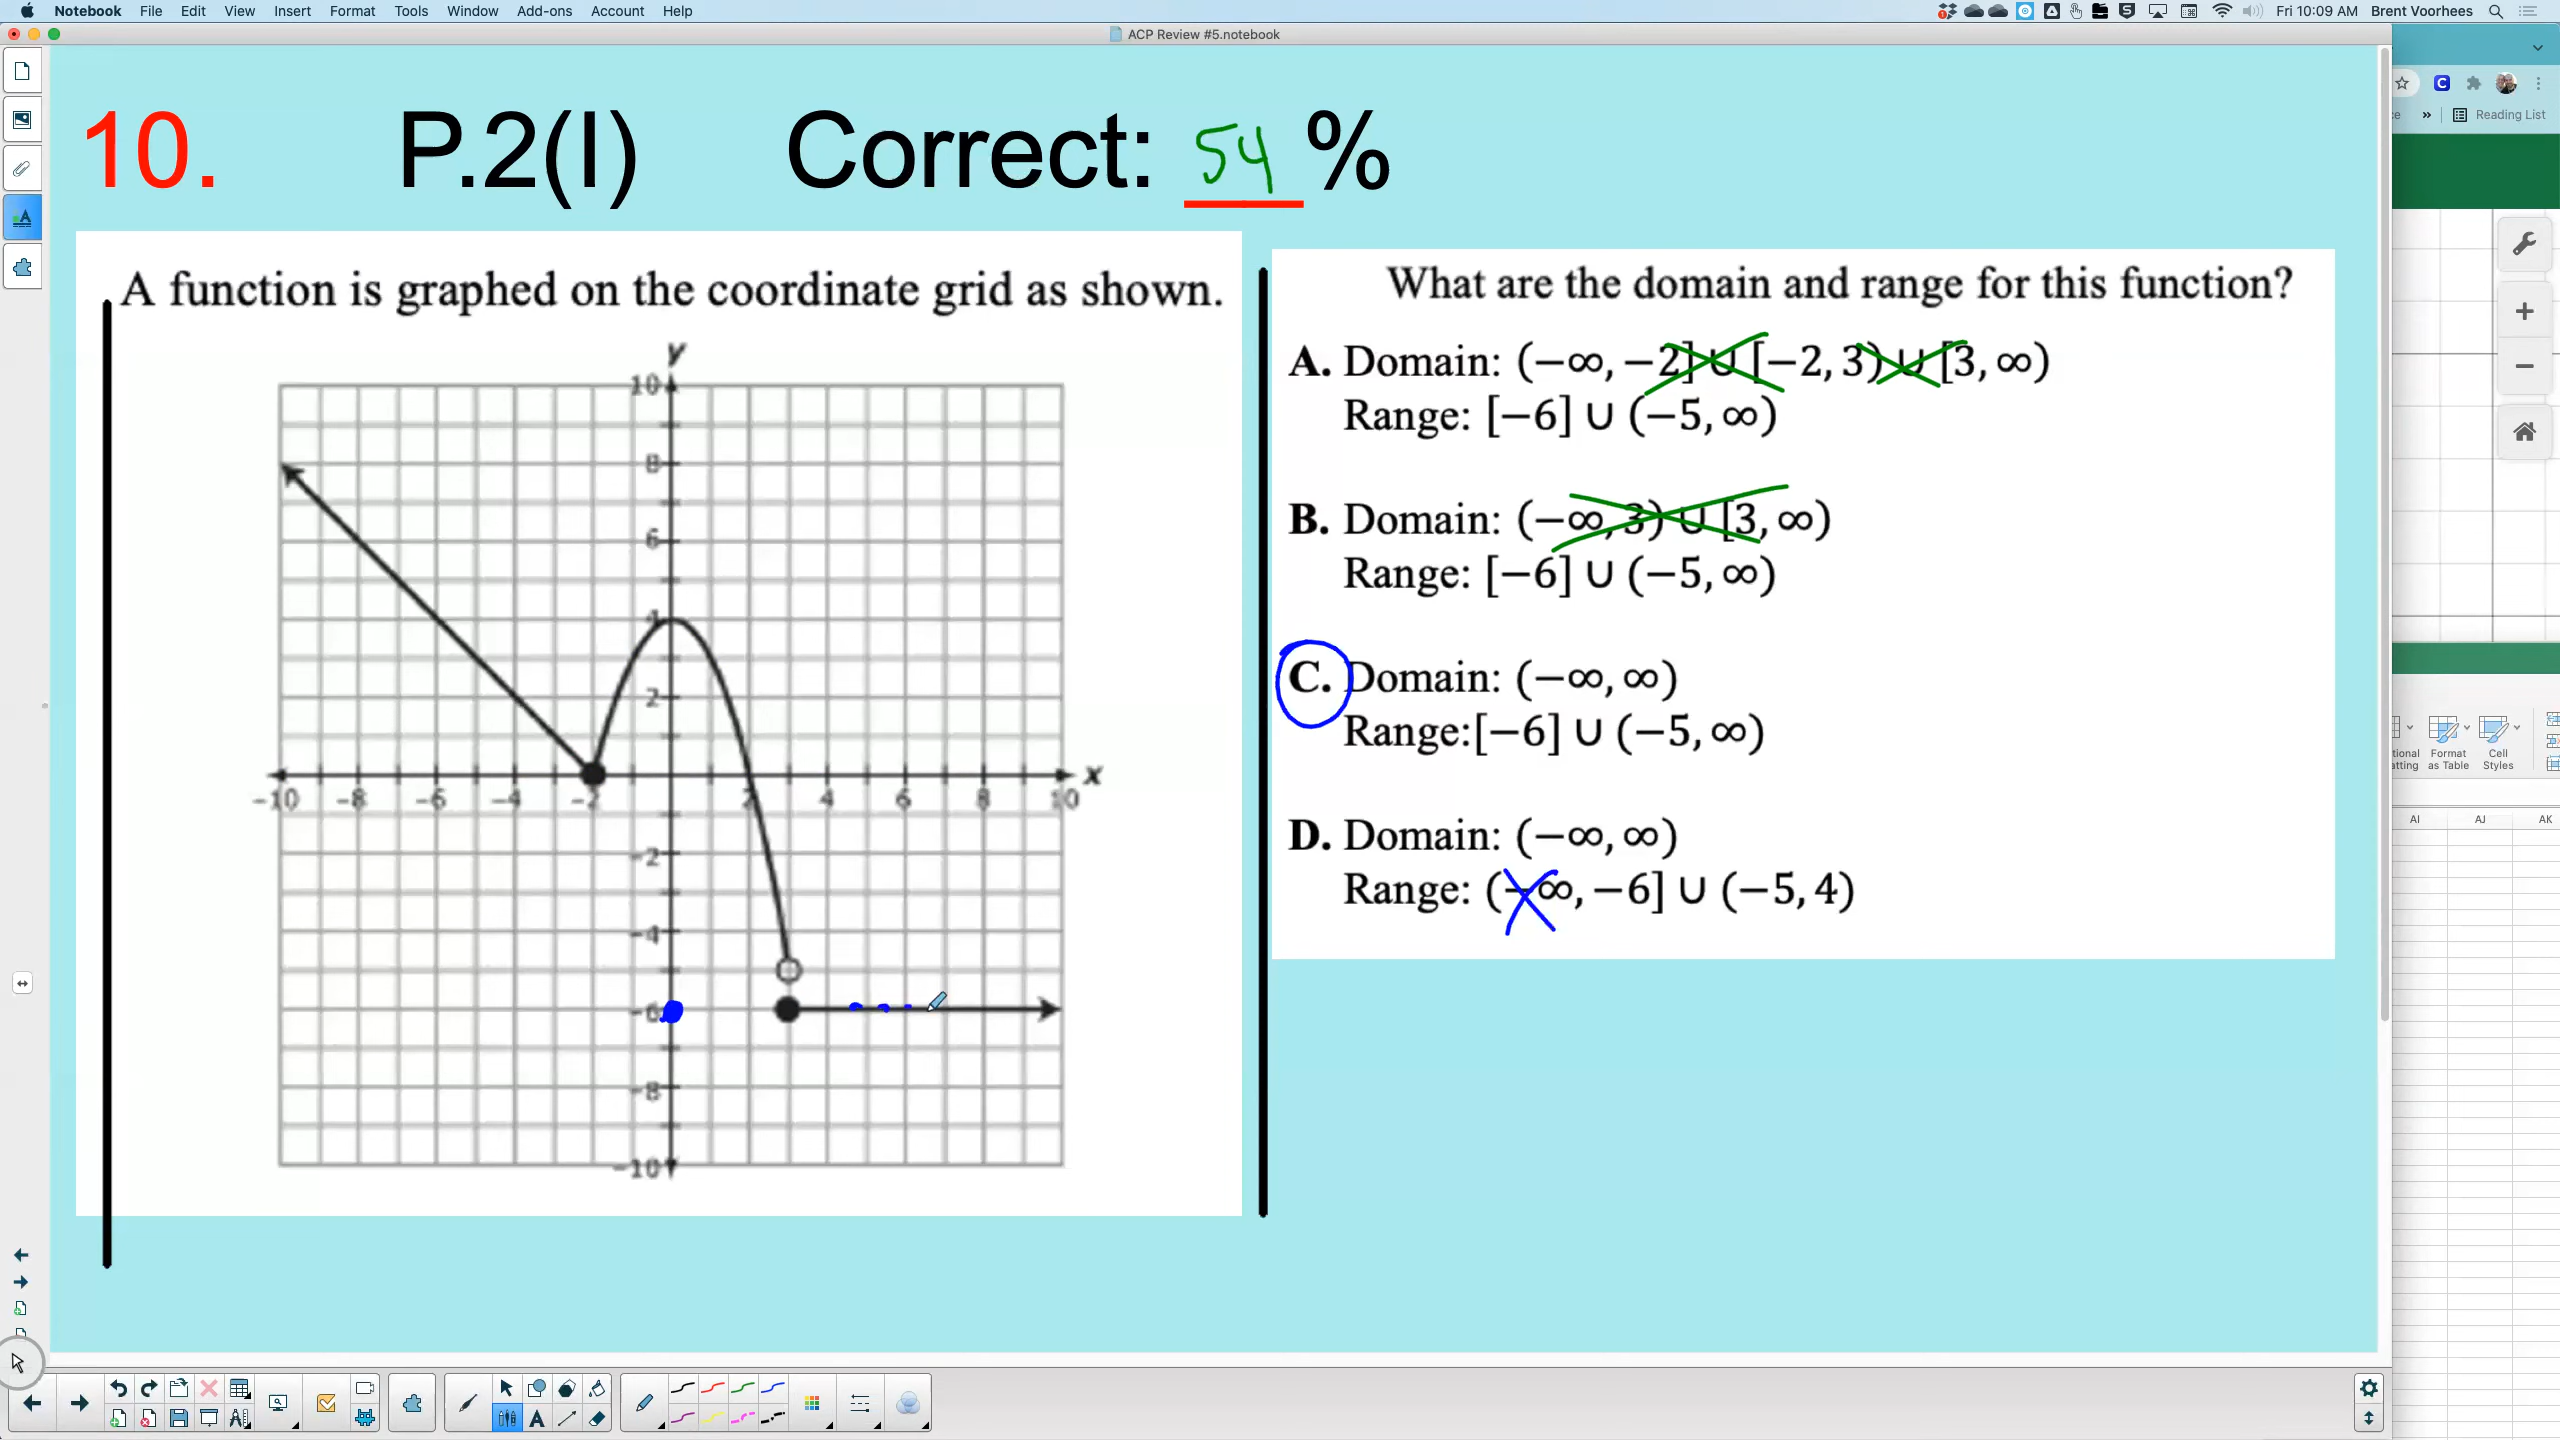 Notebook File Edit View Insert Format Tools Window Add-ons Account Help
Fri 10:09 AM Brent Voorhees
ACP Review #5.notebook
Reading List
10. P.2(I) Correct: 54 %
A function is graphed on the coordinate grid as shown.
y
10
8
6
4
2
-10 -8 -6 -4 -2 2 4 6 8 10 x
-2
-4
-6
-8
-10
What are the domain and range for this function?
A. Domain: (−∞, −2] ∪ [−2, 3) ∪ [3, ∞)
Range: [−6] ∪ (−5, ∞)
B. Domain: (−∞, 3) ∪ [3, ∞)
Range: [−6] ∪ (−5, ∞)
C. Domain: (−∞, ∞)
Range:[−6] ∪ (−5, ∞)
D. Domain: (−∞, ∞)
Range: (−∞, −6] ∪ (−5, 4)
tional Format Cell
atting as Table Styles
AI AJ AK